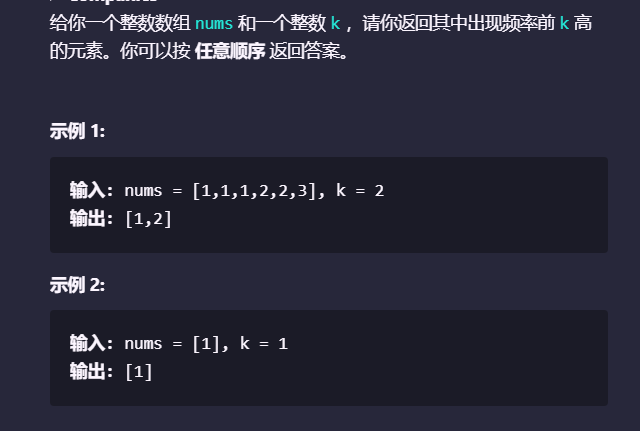 给你一个整数数组 nums 和一个整数 k ，请你返回其中出现频率前 k 高
的元素。你可以按 任意顺序 返回答案。
示例 1:
输入: nums = [1,1,1,2,2,3], k = 2
输出: [1,2]
示例 2:
输入: nums = [1], k = 1
输出: [1]